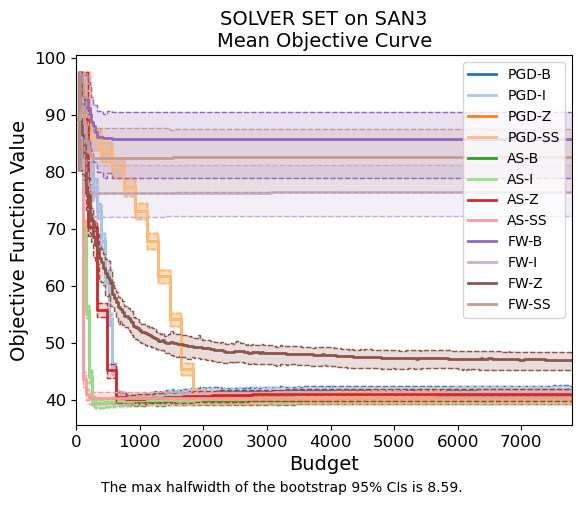 SOLVER SET on SAN3
Mean Objective Curve
Objective Function Value
100
90
80
70
60
50
40
0
1000
2000
3000
4000
5000
6000
7000
Budget
PGD-B
PGD-I
PGD-Z
PGD-SS
AS-B
AS-I
AS-Z
AS-SS
FW-B
FW-I
FW-Z
FW-SS
The max halfwidth of the bootstrap 95% CIs is 8.59.